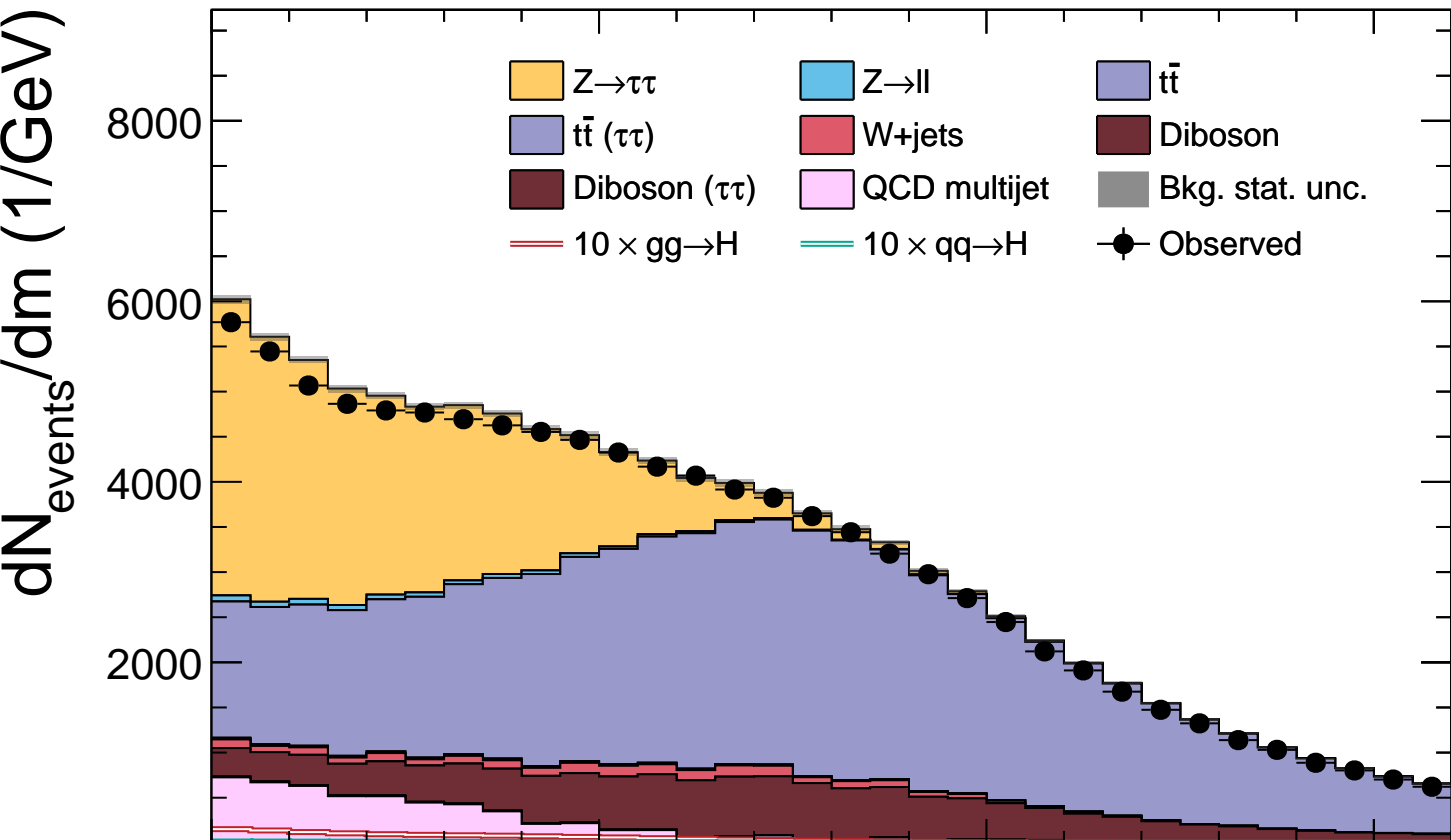 dN_events/dm (1/GeV)
8000
6000
4000
2000
Z→ττ Z→ll tt̄
tt̄ (ττ) W+jets Diboson
Diboson (ττ) QCD multijet Bkg. stat. unc.
10 × gg→H 10 × qq→H Observed